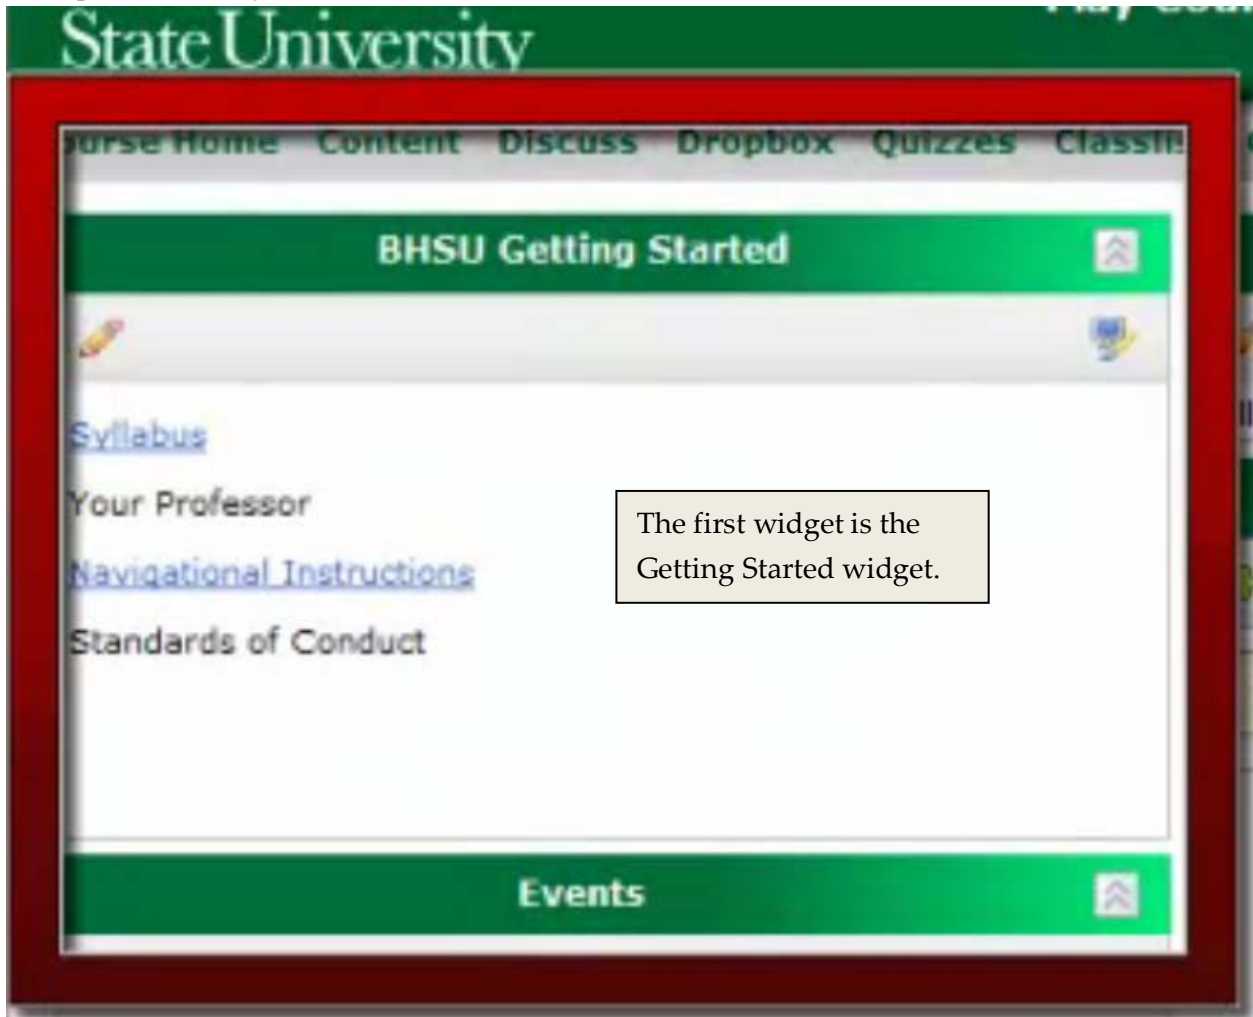 State University
Content Discuss Dropbox Quizzes
BHSU Getting Started
Syllabus
Your Professor
Navigational Instructions
Standards of Conduct
The first widget is the
Getting Started widget.
Events